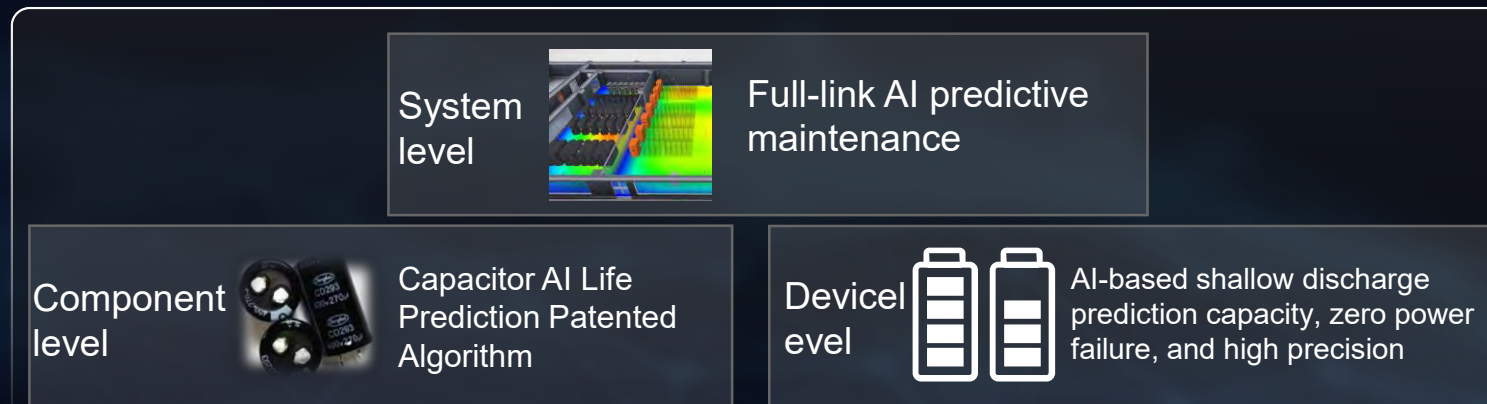 System
level
Full-link AI predictive
maintenance
Component
level
CD293
Capacitor AI Life
Prediction Patented
Algorithm
Devicel
evel
AI-based shallow discharge
prediction capacity, zero power
failure, and high precision